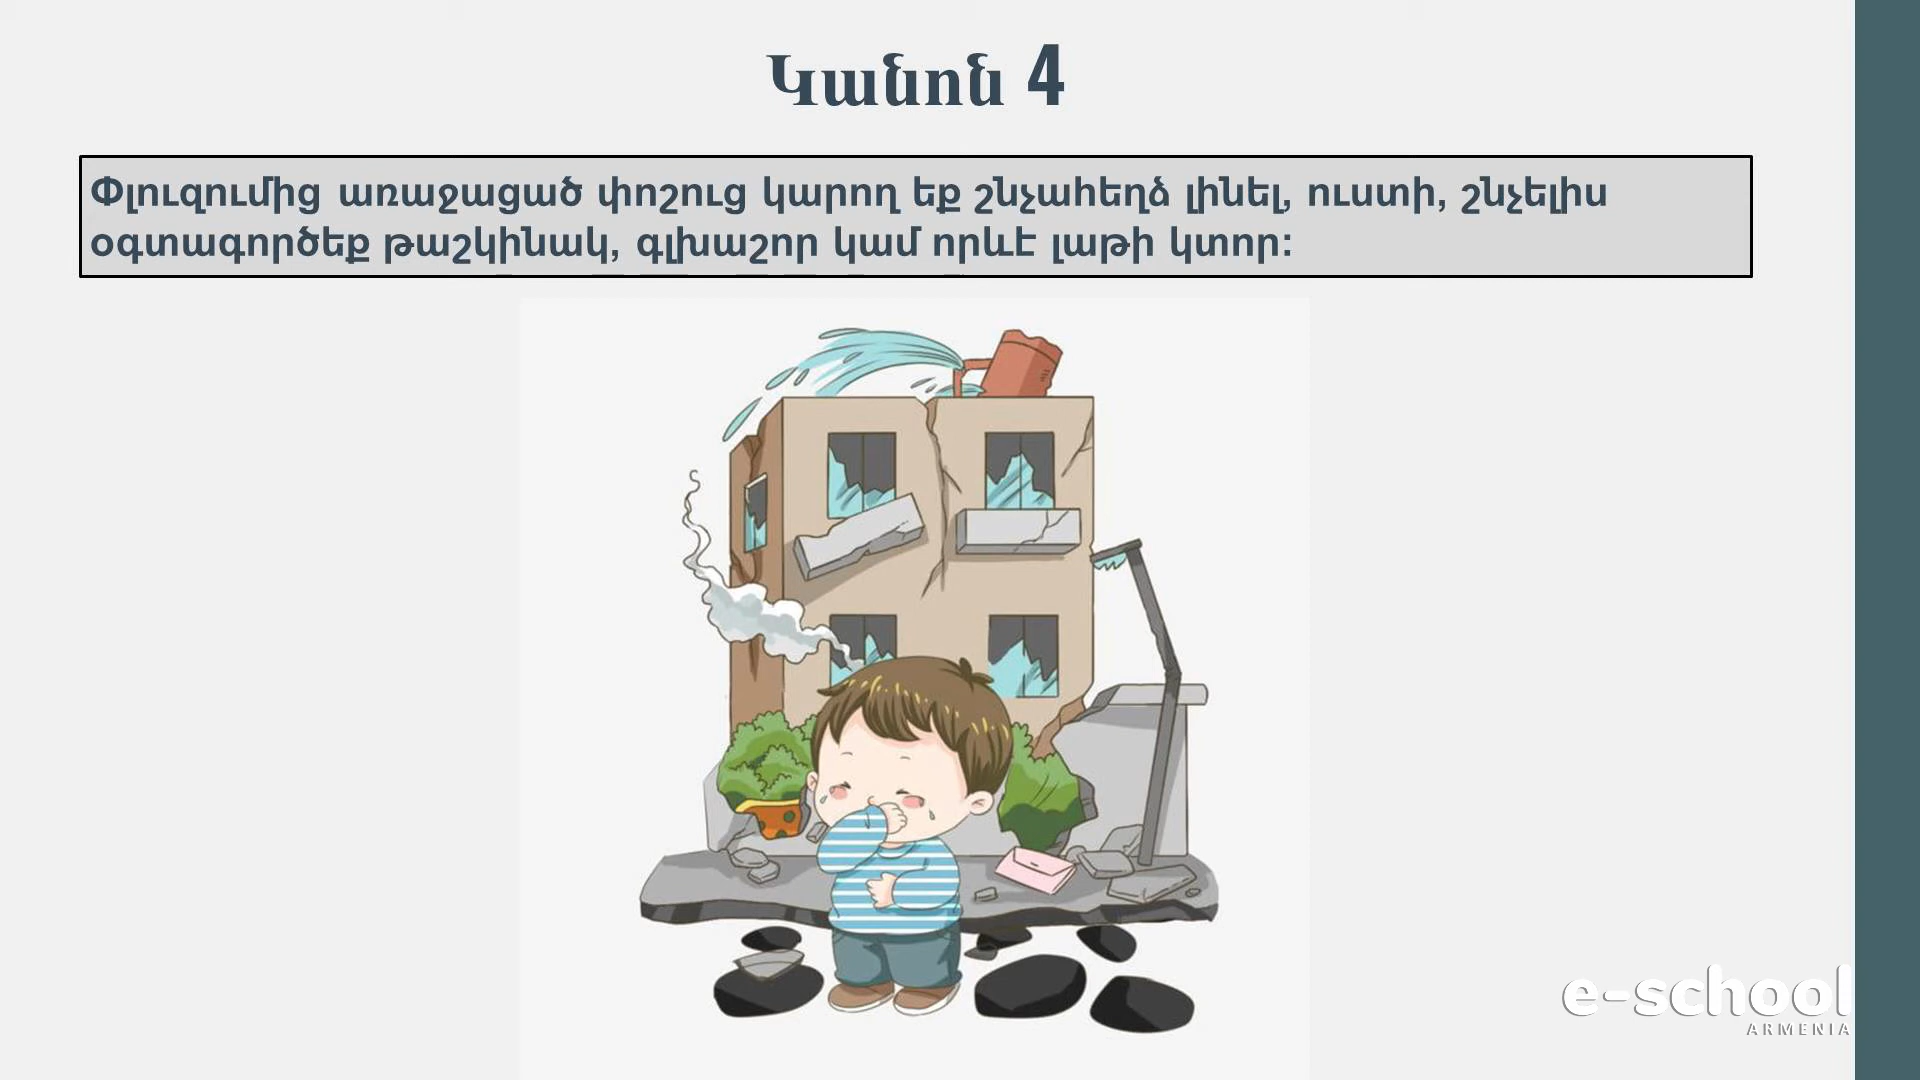 Կանոն 4
Փլուզումից առաջացած փոշուց կարող եք շնչահեղձ լինել, ուստի, շնչելիս
օգտագործեք թաշկինակ, գլխաշոր կամ որևէ լաթի կտոր:
e-school
ARMENIA